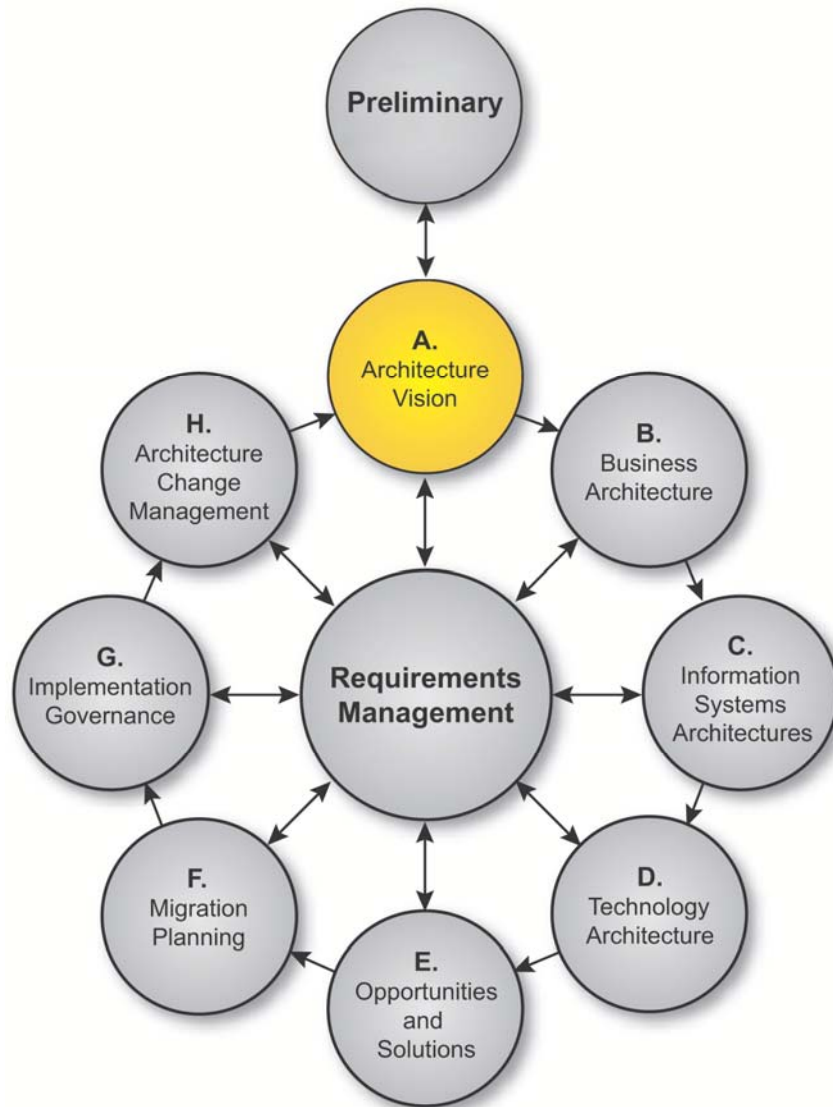 Preliminary
A.
Architecture
Vision
H.
Architecture
Change
Management
B.
Business
Architecture
G.
Implementation
Governance
Requirements
Management
C.
Information
Systems
Architectures
F.
Migration
Planning
D.
Technology
Architecture
E.
Opportunities
and
Solutions